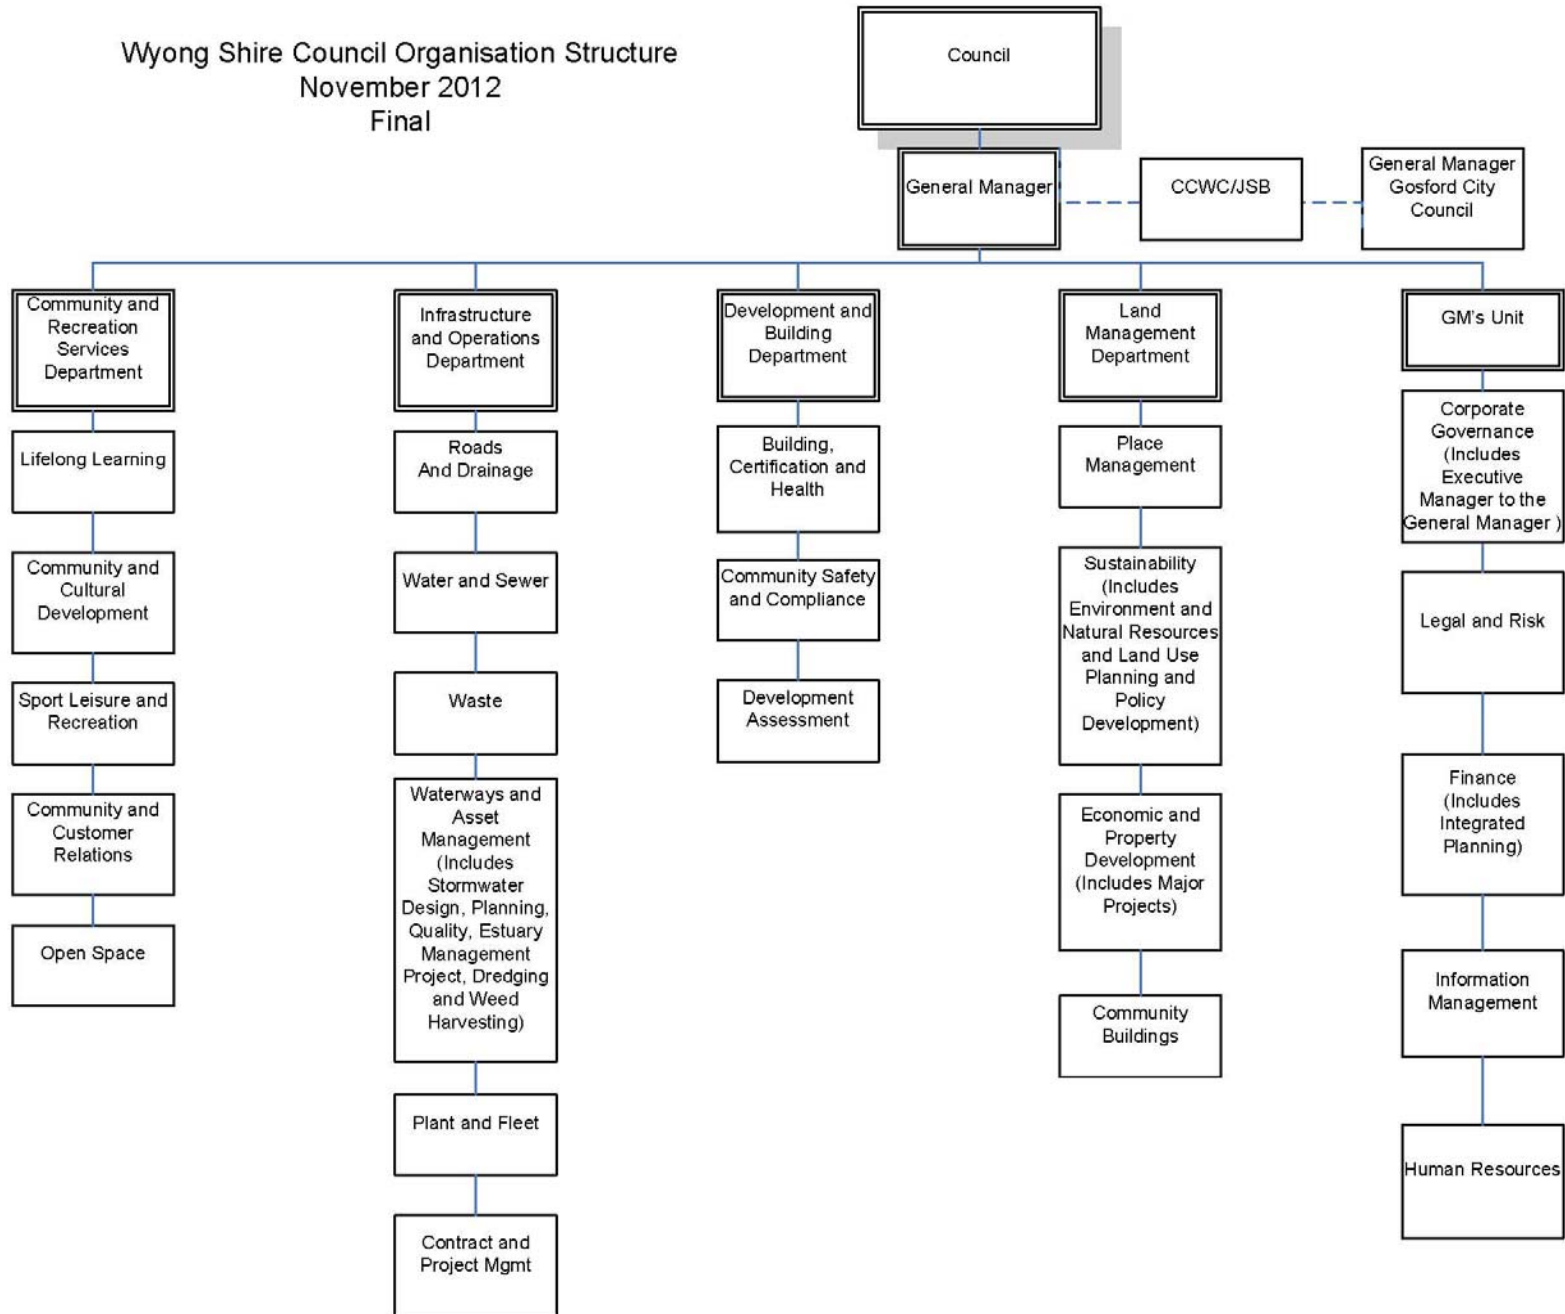 Wyong Shire Council Organisation Structure
November 2012
Final
Council
General Manager
CCWC/JSB
General Manager
Gosford City
Council
Community and
Recreation
Services
Department
Lifelong Learning
Community and
Cultural
Development
Sport Leisure and
Recreation
Community and
Customer
Relations
Open Space
Infrastructure
and Operations
Department
Roads
And Drainage
Water and Sewer
Waste
Waterways and
Asset
Management
(Includes
Stormwater
Design, Planning,
Quality, Estuary
Management
Project, Dredging
and Weed
Harvesting)
Plant and Fleet
Contract and
Project Mgmt
Development and
Building
Department
Building,
Certification and
Health
Community Safety
and Compliance
Development
Assessment
Land
Management
Department
Place
Management
Sustainability
(Includes
Environment and
Natural Resources
and Land Use
Planning and
Policy
Development)
Economic and
Property
Development
(Includes Major
Projects)
Community
Buildings
GM's Unit
Corporate
Governance
(Includes
Executive
Manager to the
General Manager )
Legal and Risk
Finance
(Includes
Integrated
Planning)
Information
Management
Human Resources